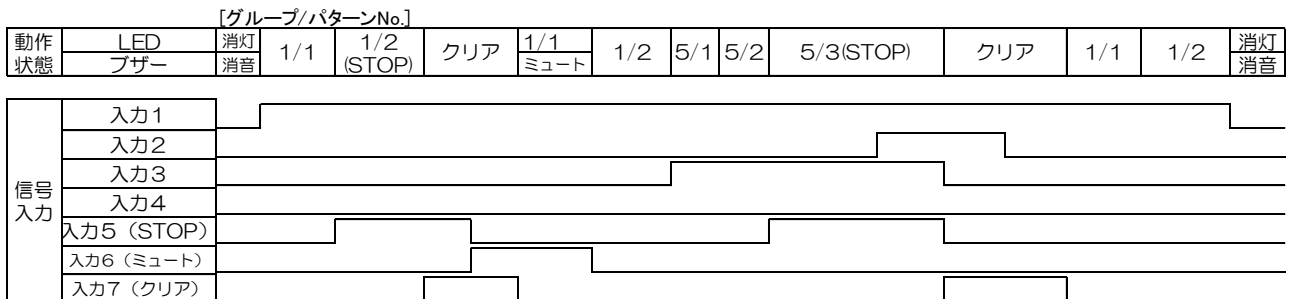 [グループ/パターンNo.]
動作状態 LED 消灯 1/1 1/2 (STOP) クリア 1/1 1/2 5/1 5/2 5/3(STOP) クリア 1/1 1/2 消灯
ブザー 消音 ミュート 消音
信号入力
入力1
入力2
入力3
入力4
入力5（STOP）
入力6（ミュート）
入力7（クリア）